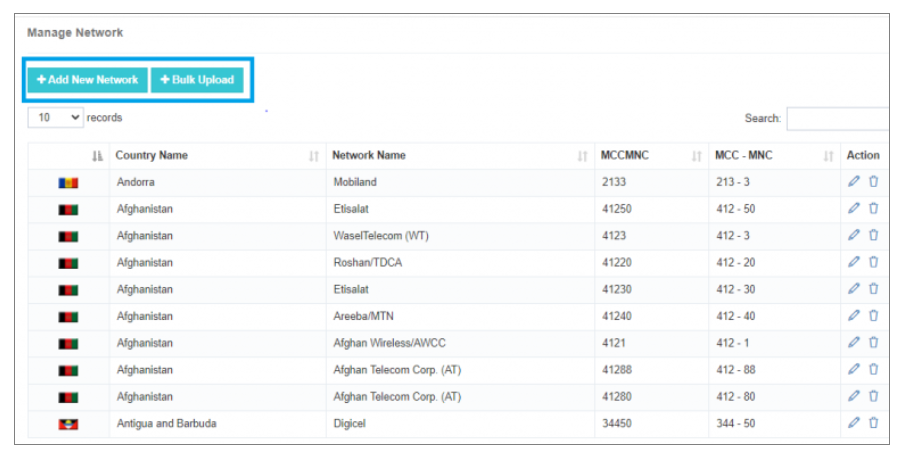 Manage Network
+Add New Network +Bulk Upload
10 records Search:
Country Name Network Name MCCMNC MCC - MNC Action
Andorra Mobiland 2133 213 - 3
Afghanistan Etisalat 41250 412 - 50
Afghanistan WaselTelecom (WT) 4123 412 - 3
Afghanistan Roshan/TDCA 41220 412 - 20
Afghanistan Etisalat 41230 412 - 30
Afghanistan Areeba/MTN 41240 412 - 40
Afghanistan Afghan Wireless/AWCC 4121 412 - 1
Afghanistan Afghan Telecom Corp. (AT) 41288 412 - 88
Afghanistan Afghan Telecom Corp. (AT) 41280 412 - 80
Antigua and Barbuda Digicel 34450 344 - 50